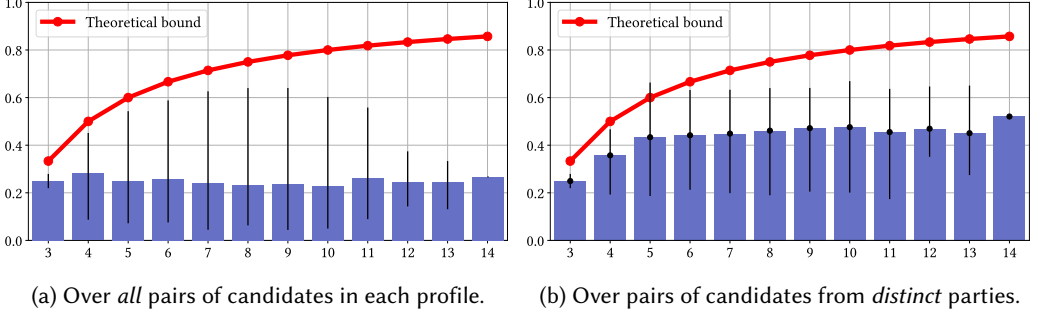 1.0
0.8
0.6
0.4
0.2
0.0
Theoretical bound
3 4 5 6 7 8 9 10 11 12 13 14
(a) Over all pairs of candidates in each profile.
1.0
0.8
0.6
0.4
0.2
0.0
Theoretical bound
3 4 5 6 7 8 9 10 11 12 13 14
(b) Over pairs of candidates from distinct parties.